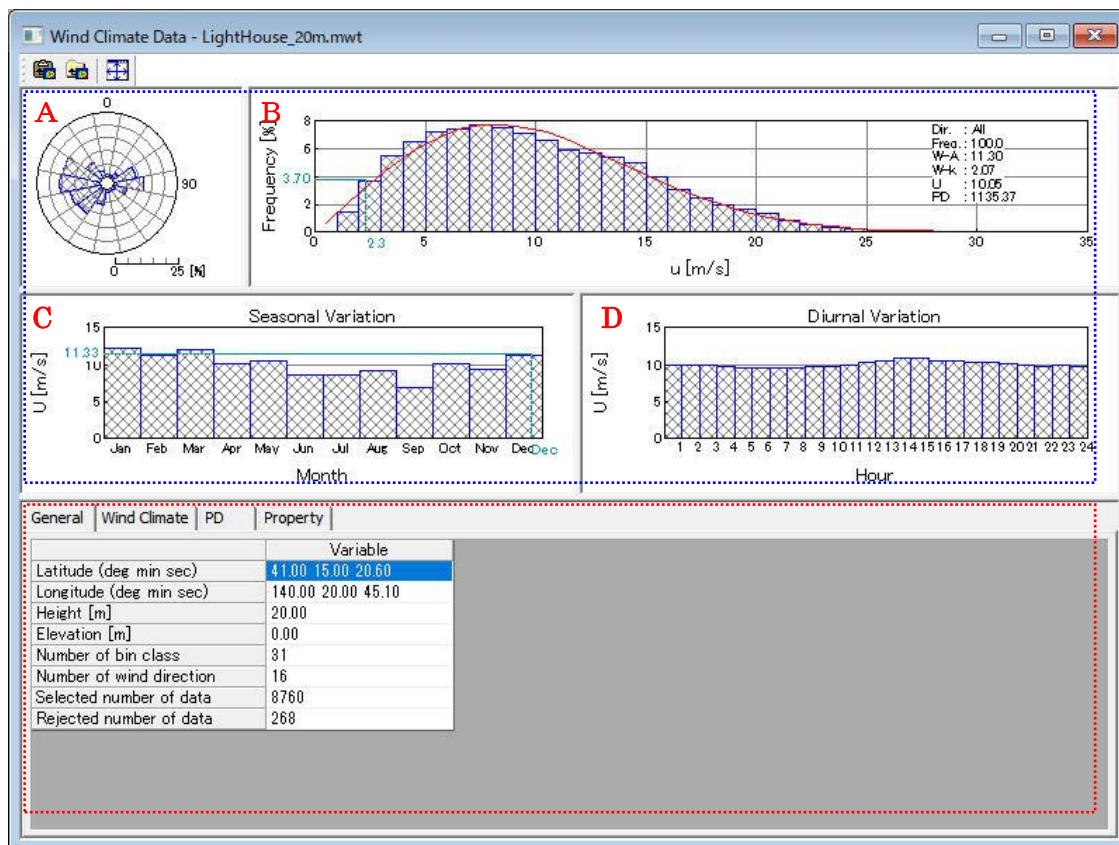 Wind Climate Data - LightHouse_20m.mwt
A
0
90
0 25 [%]
B
Frequency [%]
8
6
3.70
2
0
0 2.3 5 10 15 20 25 30 35
u [m/s]
Dir. : All
Freq. : 100.0
W-A : 11.30
W-k : 2.07
U : 10.05
PD : 1135.37
C
Seasonal Variation
U [m/s]
15
11.33
10
5
0
Jan Feb Mar Apr May Jun Jul Aug Sep Oct Nov Dec Dec
Month
D
Diurnal Variation
U [m/s]
15
10
5
0
1 2 3 4 5 6 7 8 9 10 11 12 13 14 15 16 17 18 19 20 21 22 23 24
Hour
General Wind Climate PD Property
Variable
Latitude (deg min sec) 41.00 15.00 20.60
Longitude (deg min sec) 140.00 20.00 45.10
Height [m] 20.00
Elevation [m] 0.00
Number of bin class 31
Number of wind direction 16
Selected number of data 8760
Rejected number of data 268